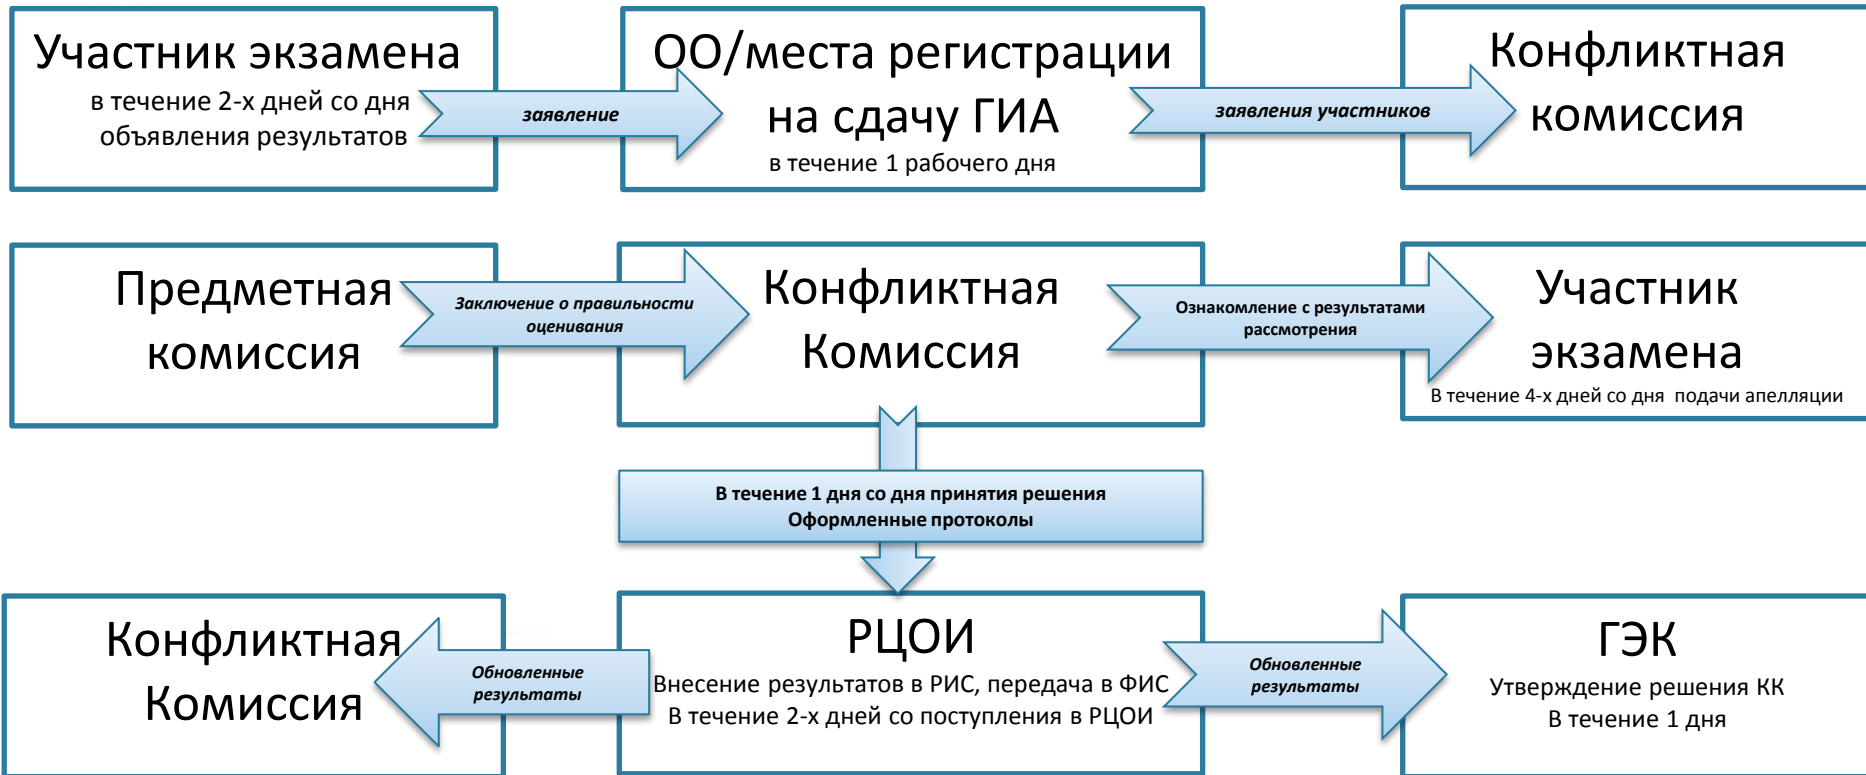 Участник экзамена
в течение 2-х дней со дня
объявления результатов
заявление
ОО/места регистрации
на сдачу ГИА
в течение 1 рабочего дня
заявления участников
Конфликтная
комиссия
Предметная
комиссия
Заключение о правильности
оценивания
Конфликтная
Комиссия
Ознакомление с результатами
рассмотрения
Участник
экзамена
В течение 4-х дней со дня подачи апелляции
В течение 1 дня со дня принятия решения
Оформленные протоколы
Конфликтная
Комиссия
Обновленные
результаты
РЦОИ
Внесение результатов в РИС, передача в ФИС
В течение 2-х дней со поступления в РЦОИ
Обновленные
результаты
ГЭК
Утверждение решения КК
В течение 1 дня